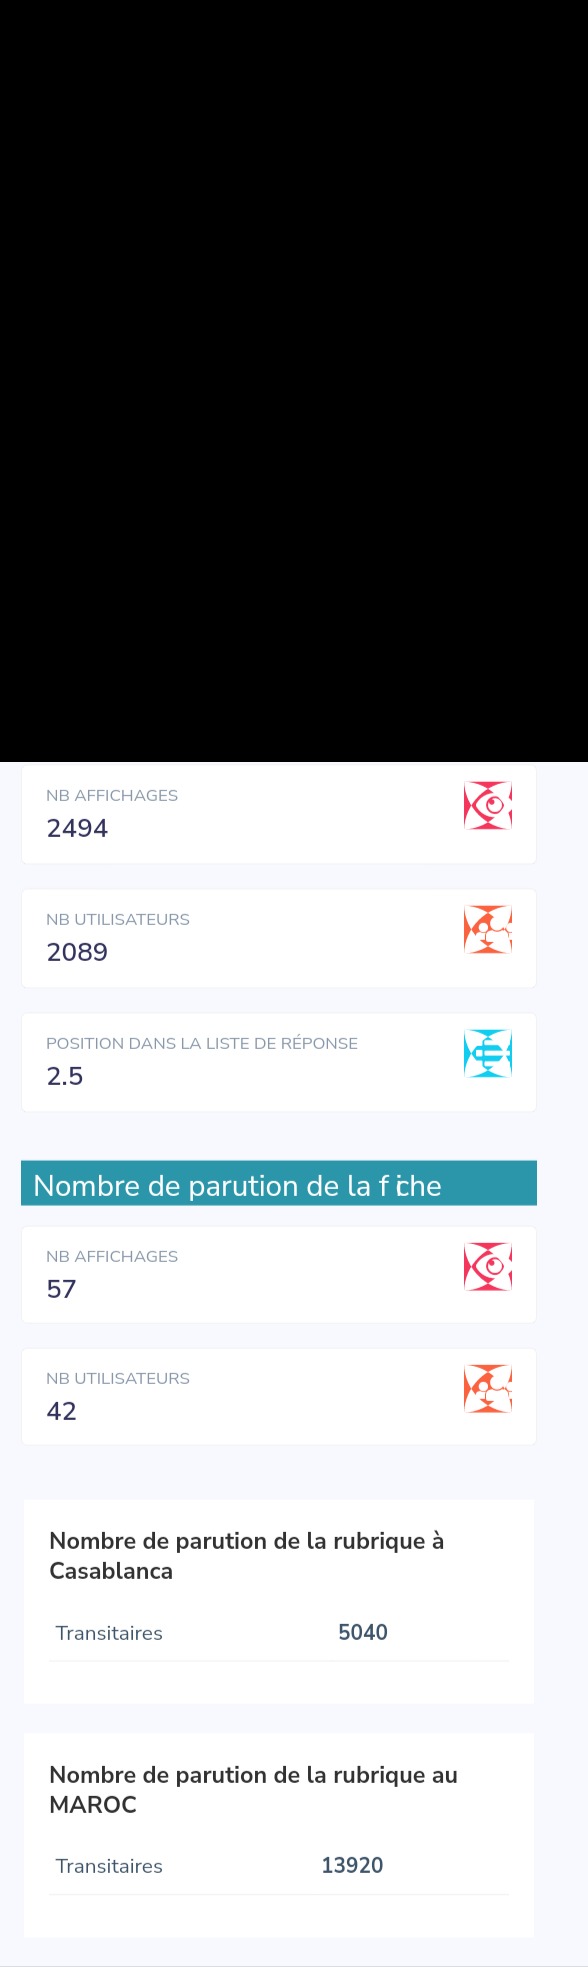 NB AFFICHAGES
2494
NB UTILISATEURS
2089
POSITION DANS LA LISTE DE RÉPONSE
2.5
Nombre de parution de la fiche
NB AFFICHAGES
57
NB UTILISATEURS
42
Nombre de parution de la rubrique à
Casablanca
Transitaires 5040
Nombre de parution de la rubrique au
MAROC
Transitaires 13920